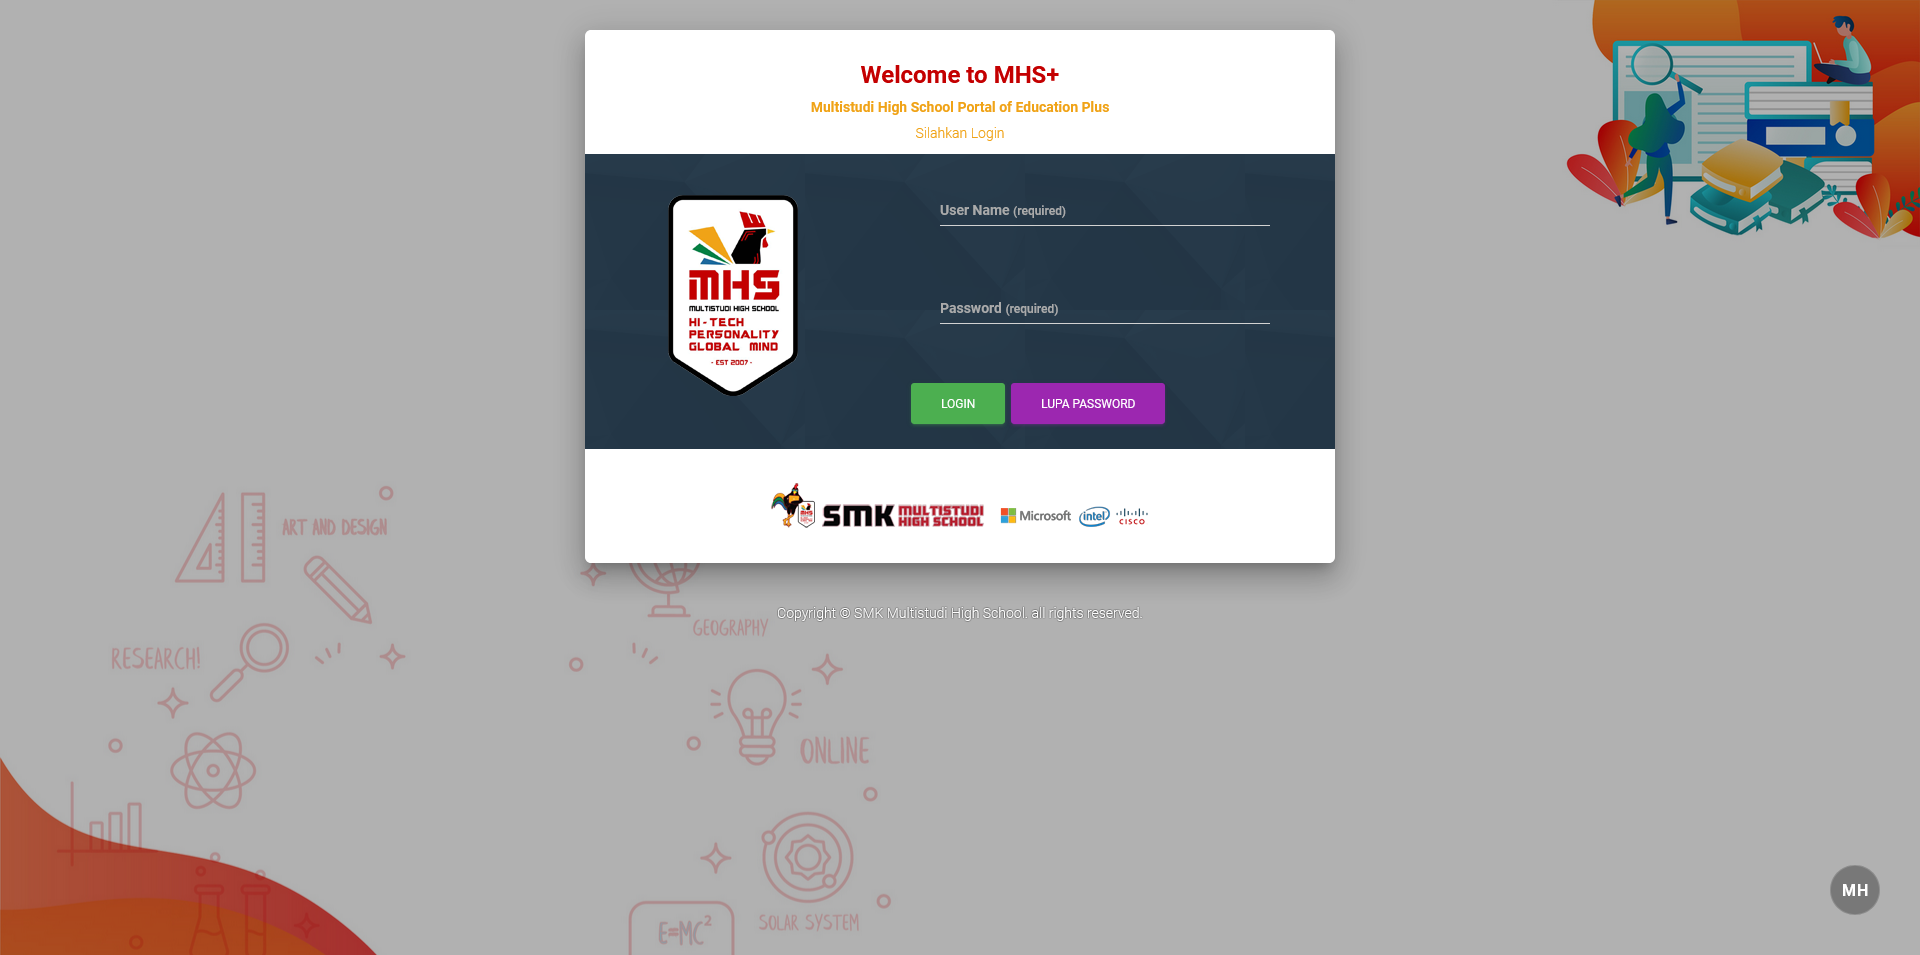 Welcome to MHS+
Multistudi High School Portal of Education Plus
Silahkan Login
MHS
MULTISTUDI HIGH SCHOOL
HI-TECH
PERSONALITY
GLOBAL MIND
- EST 2007 -
User Name (required)
Password (required)
LOGIN
LUPA PASSWORD
SMK MULTISTUDI HIGH SCHOOL
Microsoft
intel
CISCO
Copyright © SMK Multistudi High School. all rights reserved.
ART AND DESIGN
GEOGRAPHY
RESEARCH!
ONLINE
SOLAR SYSTEM
E=MC²
MH